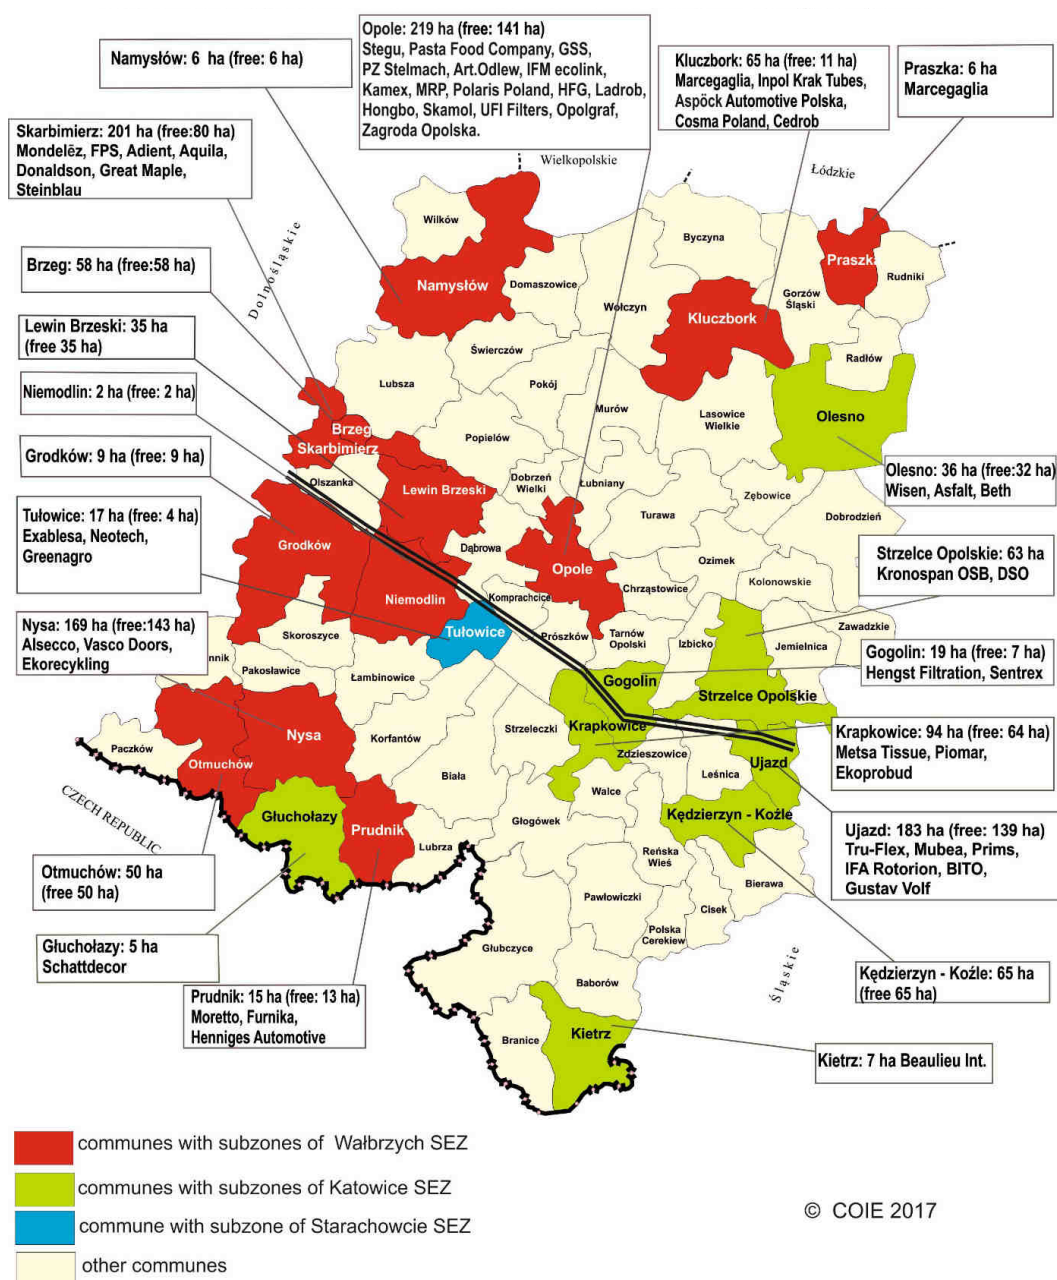 Opole: 219 ha (free: 141 ha)
Stegu, Pasta Food Company, GSS,
PZ Stelmach, Art.Odlew, IFM ecolink,
Kamex, MRP, Polaris Poland, HFG, Ladrob,
Hongbo, Skamol, UFI Filters, Opolgraf,
Zagroda Opolska.
Namysłów: 6 ha (free: 6 ha)
Kluczbork: 65 ha (free: 11 ha)
Marcegaglia, Inpol Krak Tubes,
Aspöck Automotive Polska,
Cosma Poland, Cedrob
Praszka: 6 ha
Marcegaglia
Skarbimierz: 201 ha (free:80 ha)
Mondelēz, FPS, Adient, Aquila,
Donaldson, Great Maple,
Steinblau
Brzeg: 58 ha (free:58 ha)
Lewin Brzeski: 35 ha
(free 35 ha)
Niemodlin: 2 ha (free: 2 ha)
Grodków: 9 ha (free: 9 ha)
Tułowice: 17 ha (free: 4 ha)
Exablesa, Neotech,
Greenagro
Nysa: 169 ha (free:143 ha)
Alsecco, Vasco Doors,
Ekorecykling
Otmuchów: 50 ha
(free 50 ha)
Głuchołazy: 5 ha
Schattdecor
Prudnik: 15 ha (free: 13 ha)
Moretto, Furnika,
Henniges Automotive
Olesno: 36 ha (free:32 ha)
Wisen, Asfalt, Beth
Strzelce Opolskie: 63 ha
Kronospan OSB, DSO
Gogolin: 19 ha (free: 7 ha)
Hengst Filtration, Sentrex
Krapkowice: 94 ha (free: 64 ha)
Metsa Tissue, Piomar,
Ekoprobud
Ujazd: 183 ha (free: 139 ha)
Tru-Flex, Mubea, Prims,
IFA Rotorion, BITO,
Gustav Volf
Kędzierzyn - Koźle: 65 ha
(free 65 ha)
Kietrz: 7 ha Beaulieu Int.
Wielkopolskie
Łódzkie
Dolnośląskie
CZECH REPUBLIC
Śląskie
Wilków
Namysłów
Domaszowice
Wołczyn
Byczyna
Kluczbork
Gorzów
Śląski
Praszka
Rudniki
Radłów
Olesno
Świerczów
Lubsza
Pokój
Murów
Lasowice
Wielkie
Brzeg
Skarbimierz
Popielów
Olszanka
Lewin Brzeski
Dobrzeń
Wielki
Łubniany
Zębowice
Turawa
Dobrodzień
Grodków
Dąbrowa
Opole
Ozimek
Kolonowskie
Chrząstowice
Niemodlin
Komprachcice
Tułowice
Prószków
Tarnów
Opolski
Izbicko
Jemielnica
Zawadzkie
Skoroszyce
nnik
Pakosławice
Łambinowice
Gogolin
Strzelce Opolskie
Krapkowice
Strzeleczki
Nysa
Korfantów
Zdzieszowice
Paczków
Otmuchów
Biała
Leśnica
Ujazd
Walce
Głuchołazy
Prudnik
Głogówek
Kędzierzyn - Koźle
Lubrza
Reńska
Wieś
Bierawa
Pawłowiczki
Cisek
Polska
Cerekiew
Głubczyce
Baborów
Branice
Kietrz
communes with subzones of Wałbrzych SEZ
communes with subzones of Katowice SEZ
commune with subzone of Starachowcie SEZ
other communes
© COIE 2017